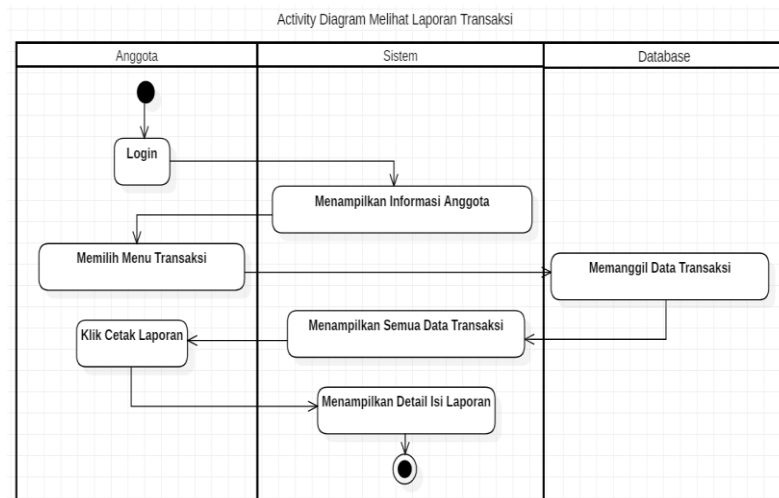 Activity Diagram Melihat Laporan Transaksi
Anggota
Sistem
Database
Login
Menampilkan Informasi Anggota
Memilih Menu Transaksi
Memanggil Data Transaksi
Menampilkan Semua Data Transaksi
Klik Cetak Laporan
Menampilkan Detail Isi Laporan